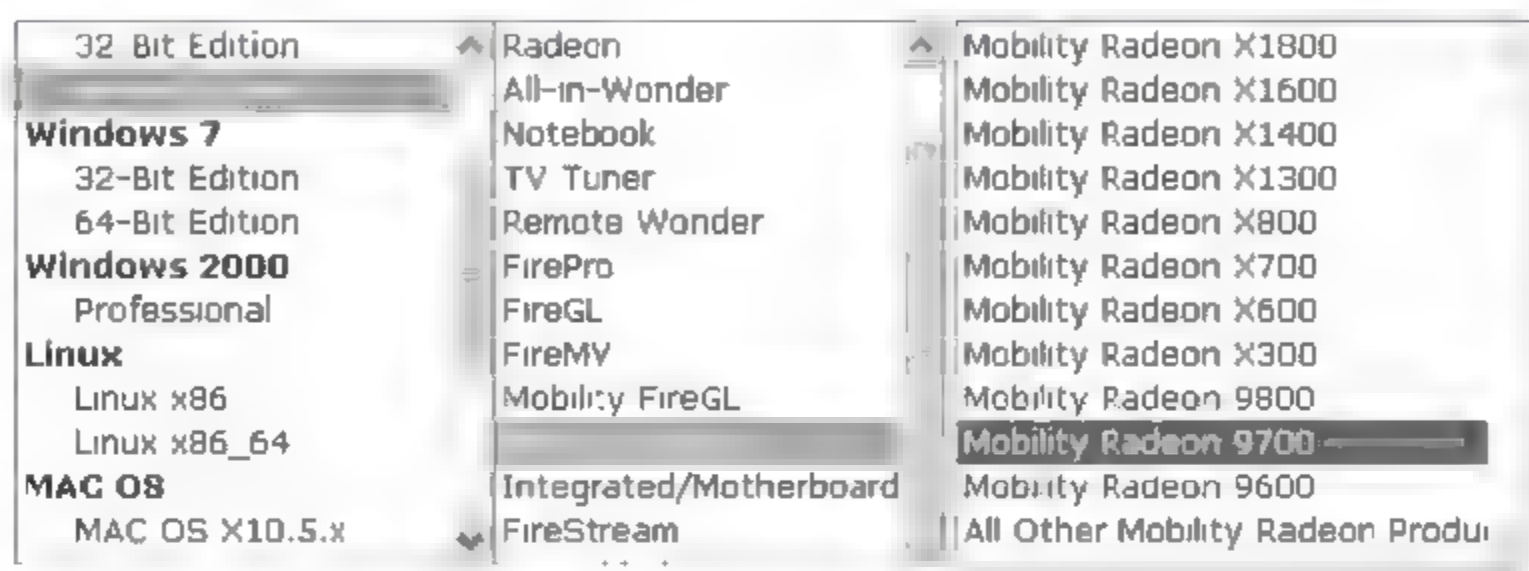 32 Bit Edition
Windows 7
32-Bit Edition
64-Bit Edition
Windows 2000
Professional
Linux
Linux x86
Linux x86_64
MAC OS
MAC OS X10.5.x
Radeon
All-in-Wonder
Notebook
TV Tuner
Remote Wonder
FirePro
FireGL
FireMV
Mobility FireGL
Integrated/Motherboard
FireStream
Mobility Radeon X1800
Mobility Radeon X1600
Mobility Radeon X1400
Mobility Radeon X1300
Mobility Radeon X800
Mobility Radeon X700
Mobility Radeon X600
Mobility Radeon X300
Mobility Radeon 9800
Mobility Radeon 9700
Mobility Radeon 9600
All Other Mobility Radeon Produ